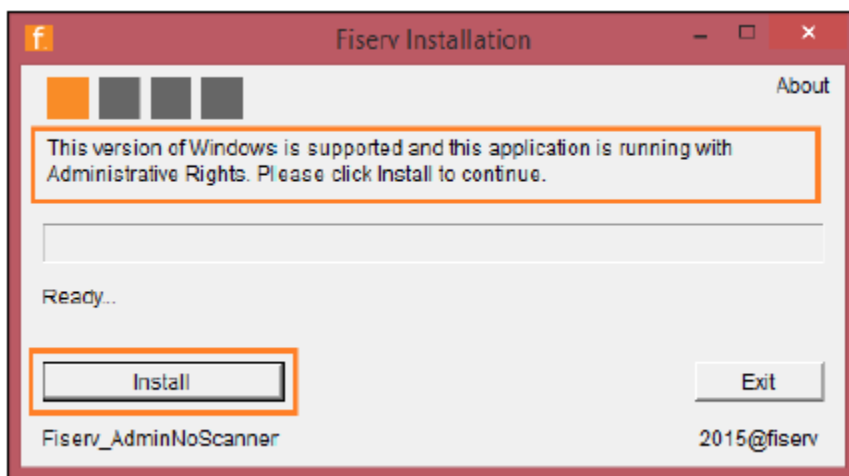 f.
Fiserv Installation
About
This version of Windows is supported and this application is running with
Administrative Rights. Please click Install to continue.
Ready...
Install
Exit
Fiserv_AdminNoScanner
2015@fiserv